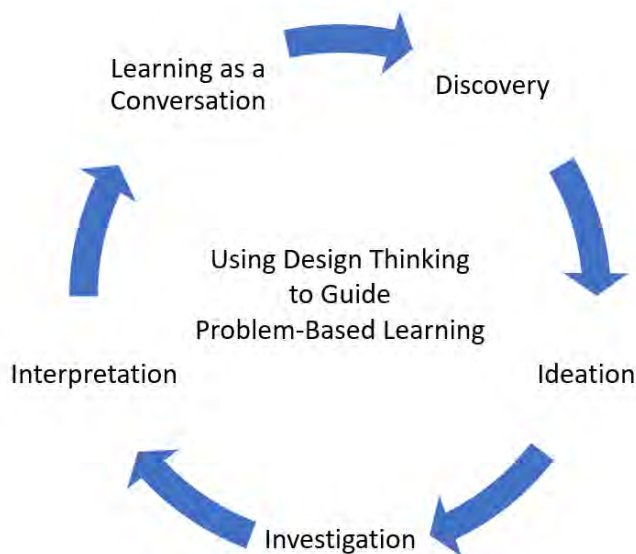 Learning as a
Conversation
Discovery
Using Design Thinking
to Guide
Problem-Based Learning
Interpretation
Ideation
Investigation